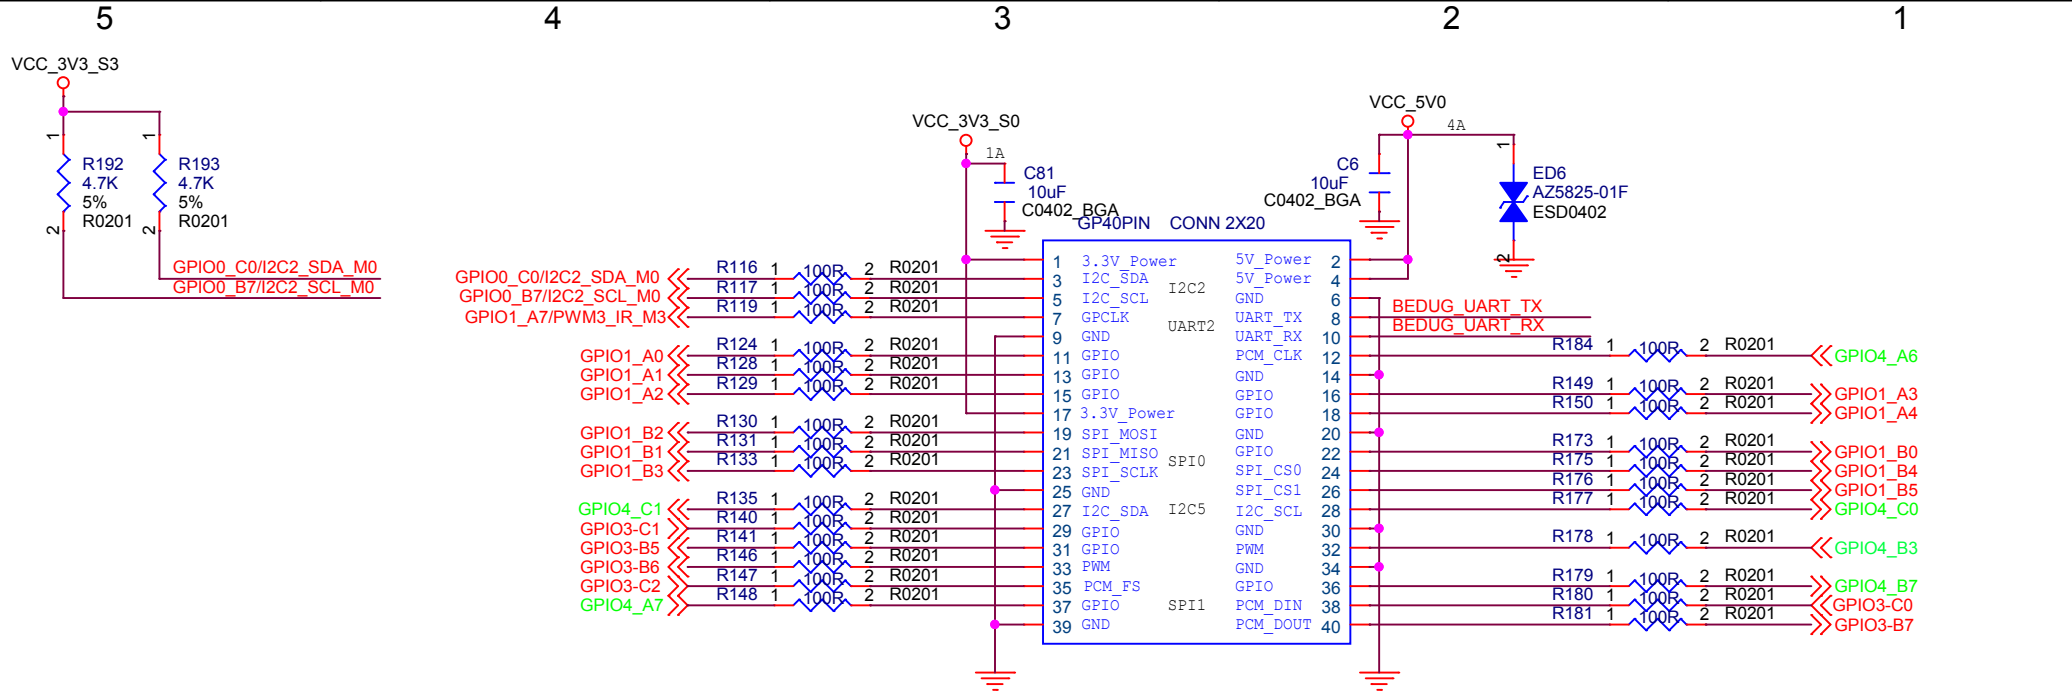 5 4 3 2 1
VCC_3V3_S3
1 1
R192
4.7K
5%
R0201
R193
4.7K
5%
R0201
2 2
GPIO0_C0/I2C2_SDA_M0
GPIO0_B7/I2C2_SCL_M0
VCC_3V3_S0
1A
C81
10uF
C0402_BGA
VCC_5V0
4A
C6
10uF
C0402_BGA
1
ED6
AZ5825-01F
ESD0402
2
GP40PIN CONN 2X20
GPIO0_C0/I2C2_SDA_M0 R116 1 100R 2 R0201
GPIO0_B7/I2C2_SCL_M0 R117 1 100R 2 R0201
GPIO1_A7/PWM3_IR_M3 R119 1 100R 2 R0201
GPIO1_A0 R124 1 100R 2 R0201
GPIO1_A1 R128 1 100R 2 R0201
GPIO1_A2 R129 1 100R 2 R0201
GPIO1_B2 R130 1 100R 2 R0201
GPIO1_B1 R131 1 100R 2 R0201
GPIO1_B3 R133 1 100R 2 R0201
GPIO4_C1 R135 1 100R 2 R0201
GPIO3-C1 R140 1 100R 2 R0201
GPIO3-B5 R141 1 100R 2 R0201
GPIO3-B6 R146 1 100R 2 R0201
GPIO3-C2 R147 1 100R 2 R0201
GPIO4_A7 R148 1 100R 2 R0201
1 3.3V_Power 5V_Power 2
3 I2C_SDA 5V_Power 4
I2C2
5 I2C_SCL GND 6
7 GPCLK UART_TX 8
UART2
9 GND UART_RX 10
11 GPIO PCM_CLK 12
13 GPIO GND 14
15 GPIO GPIO 16
17 3.3V_Power GPIO 18
19 SPI_MOSI GND 20
21 SPI_MISO GPIO 22
SPI0
23 SPI_SCLK SPI_CS0 24
25 GND SPI_CS1 26
27 I2C_SDA I2C5 I2C_SCL 28
29 GPIO GND 30
31 GPIO PWM 32
33 PWM GND 34
35 PCM_FS GPIO 36
37 GPIO SPI1 PCM_DIN 38
39 GND PCM_DOUT 40
BEDUG_UART_TX
BEDUG_UART_RX
R184 1 100R 2 R0201 GPIO4_A6
R149 1 100R 2 R0201 GPIO1_A3
R150 1 100R 2 R0201 GPIO1_A4
R173 1 100R 2 R0201 GPIO1_B0
R175 1 100R 2 R0201 GPIO1_B4
R176 1 100R 2 R0201 GPIO1_B5
R177 1 100R 2 R0201 GPIO4_C0
R178 1 100R 2 R0201 GPIO4_B3
R179 1 100R 2 R0201 GPIO4_B7
R180 1 100R 2 R0201 GPIO3-C0
R181 1 100R 2 R0201 GPIO3-B7